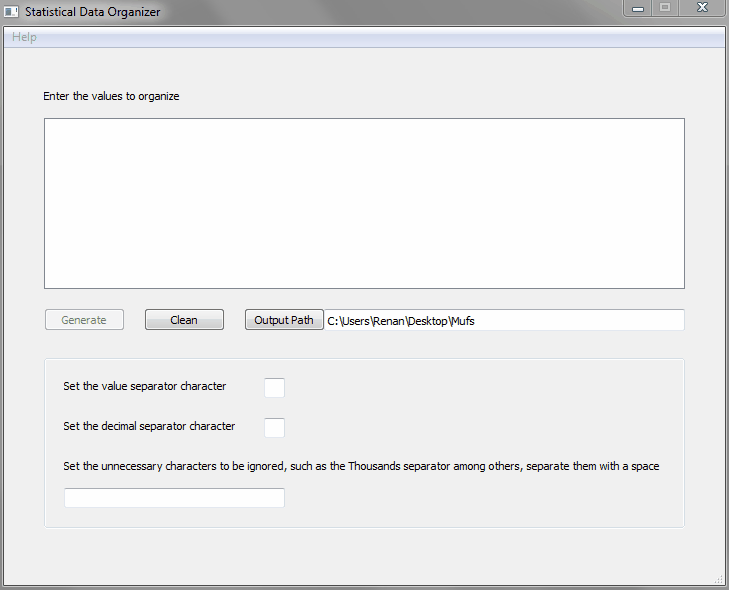 Statistical Data Organizer
Help
Enter the values to organize
Generate Clean Output Path C:\Users\Renan\Desktop\Mufs
Set the value separator character
Set the decimal separator character
Set the unnecessary characters to be ignored, such as the Thousands separator among others, separate them with a space